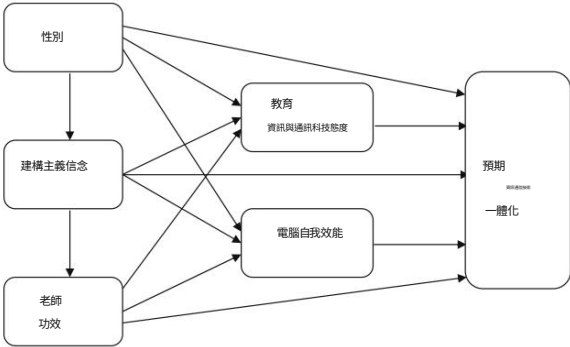 性別
教育
資訊與通訊科技態度
建構主義信念
預期
一體化
電腦自我效能
老師
功效